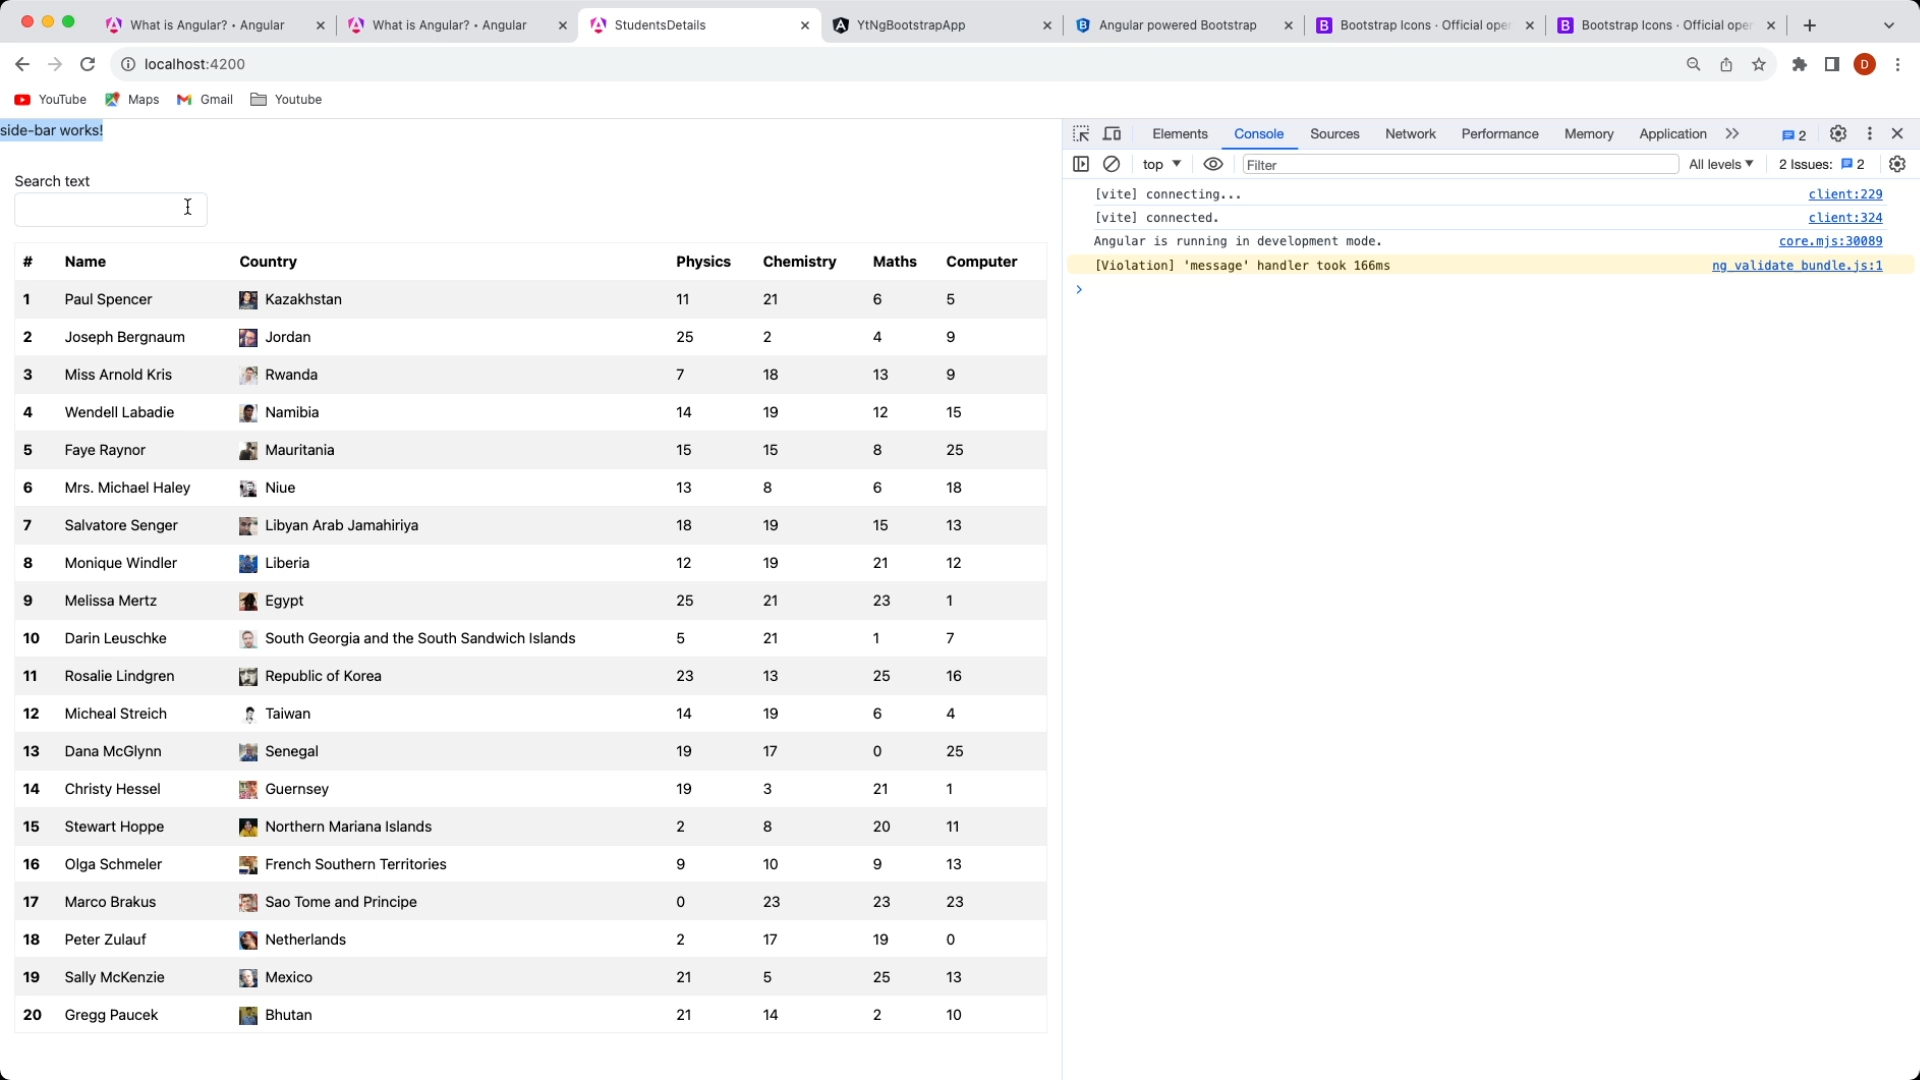 What is Angular? • Angular
What is Angular? • Angular
StudentsDetails
YtNgBootstrapApp
Angular powered Bootstrap
Bootstrap Icons · Official oper
Bootstrap Icons · Official oper
localhost:4200
D
YouTube
Maps
Gmail
Youtube
side-bar works!
Search text
# Name Country Physics Chemistry Maths Computer
1 Paul Spencer Kazakhstan 11 21 6 5
2 Joseph Bergnaum Jordan 25 2 4 9
3 Miss Arnold Kris Rwanda 7 18 13 9
4 Wendell Labadie Namibia 14 19 12 15
5 Faye Raynor Mauritania 15 15 8 25
6 Mrs. Michael Haley Niue 13 8 6 18
7 Salvatore Senger Libyan Arab Jamahiriya 18 19 15 13
8 Monique Windler Liberia 12 19 21 12
9 Melissa Mertz Egypt 25 21 23 1
10 Darin Leuschke South Georgia and the South Sandwich Islands 5 21 1 7
11 Rosalie Lindgren Republic of Korea 23 13 25 16
12 Micheal Streich Taiwan 14 19 6 4
13 Dana McGlynn Senegal 19 17 0 25
14 Christy Hessel Guernsey 19 3 21 1
15 Stewart Hoppe Northern Mariana Islands 2 8 20 11
16 Olga Schmeler French Southern Territories 9 10 9 13
17 Marco Brakus Sao Tome and Principe 0 23 23 23
18 Peter Zulauf Netherlands 2 17 19 0
19 Sally McKenzie Mexico 21 5 25 13
20 Gregg Paucek Bhutan 21 14 2 10
Elements Console Sources Network Performance Memory Application 2
top Filter All levels 2 Issues: 2
[vite] connecting... client:229
[vite] connected. client:324
Angular is running in development mode. core.mjs:30089
[Violation] 'message' handler took 166ms ng_validate_bundle.js:1